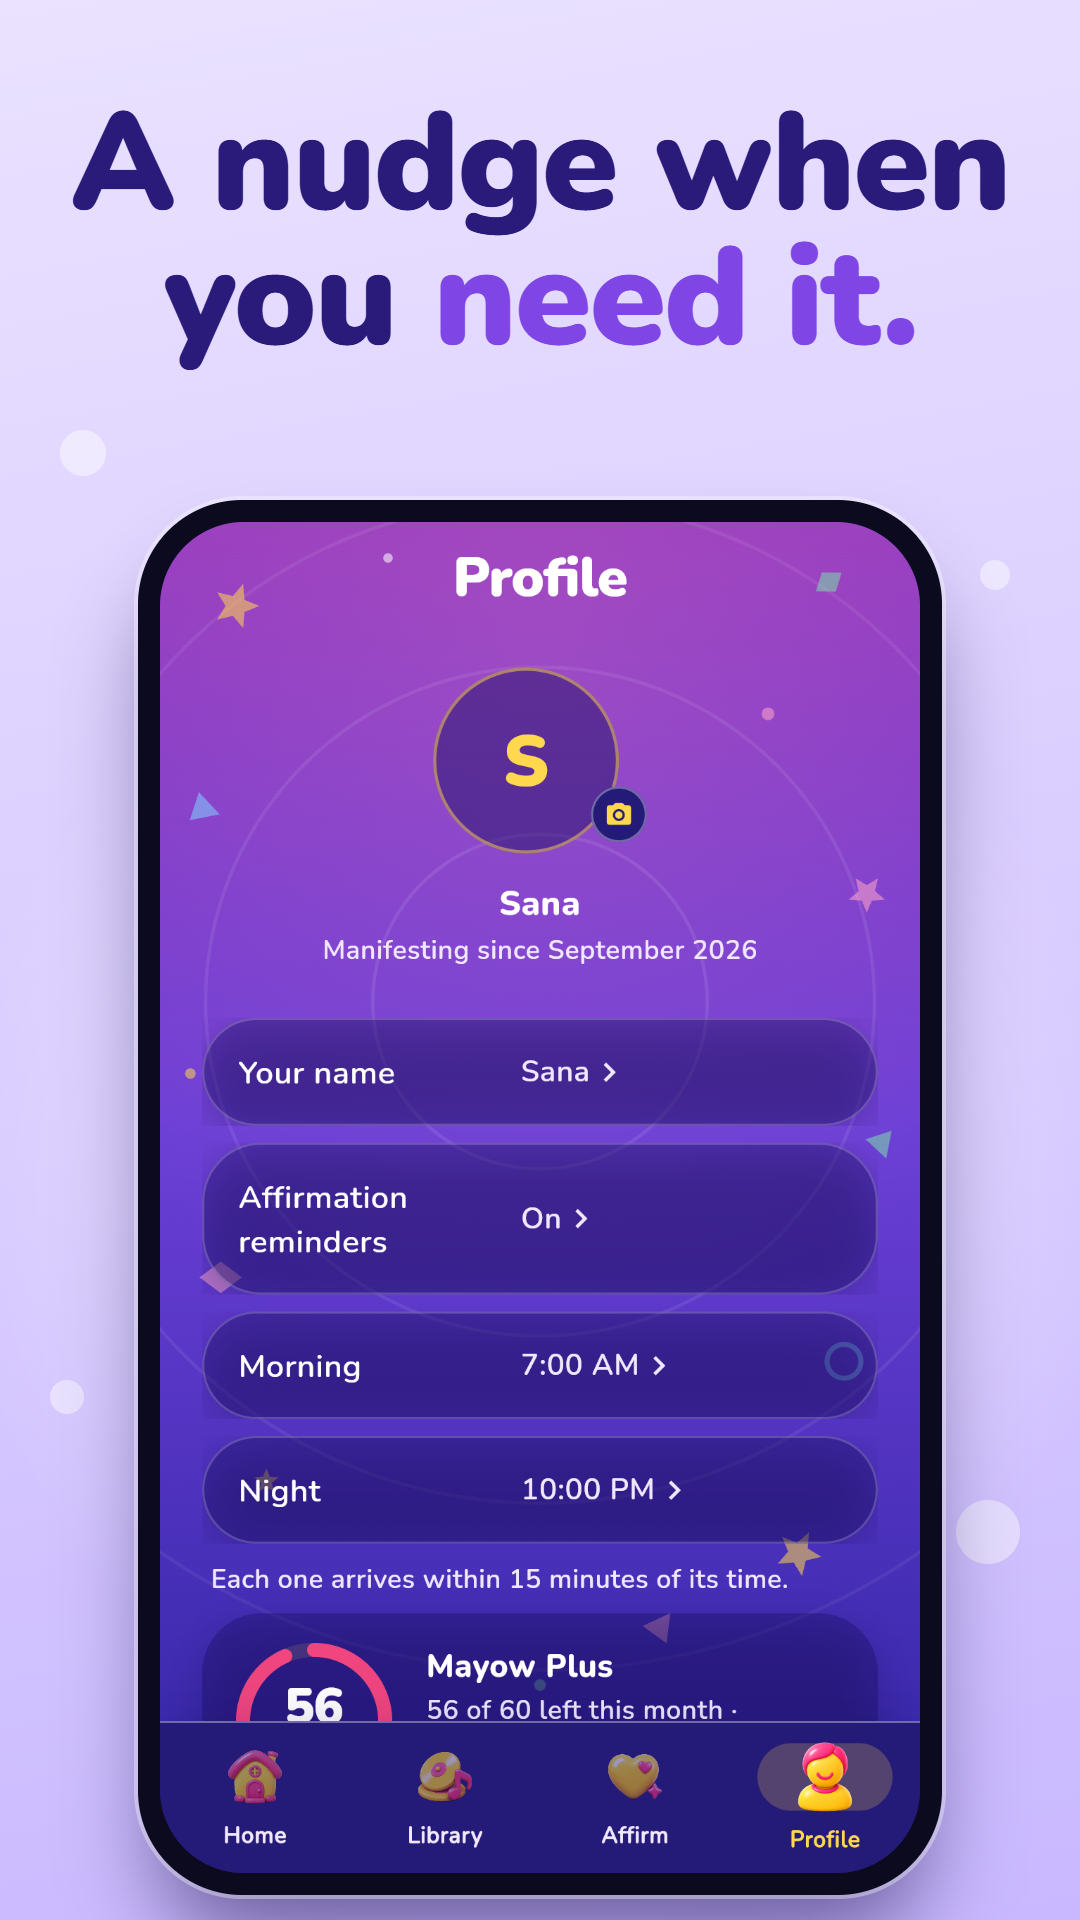 A nudge when
you need it.
Profile
S
Sana
Manifesting since September 2026
Your name
Sana
Affirmation
reminders
On
Morning
7:00 AM
Night
10:00 PM
Each one arrives within 15 minutes of its time.
56
Mayow Plus
56 of 60 left this month ·
Home
Library
Affirm
Profile